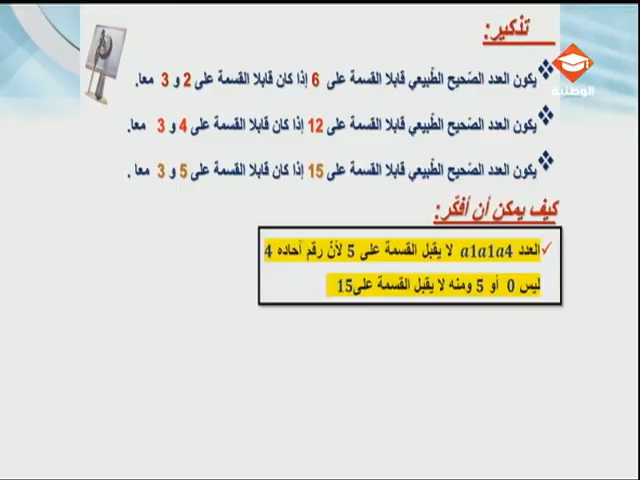 تذكير:
الوطنية
يكون العدد الصّحيح الطّبيعي قابلا القسمة على 6 إذا كان قابلا القسمة على 2 و 3 معا.
يكون العدد الصّحيح الطّبيعي قابلا القسمة على 12 إذا كان قابلا القسمة على 4 و 3 معا.
يكون العدد الصّحيح الطّبيعي قابلا القسمة على 15 إذا كان قابلا القسمة على 5 و 3 معا .
كيف يمكن أن أفكّر:
العدد a1a1a4 لا يقبل القسمة على 5 لأنّ رقم آحاده 4
ليس 0 أو 5 ومنه لا يقبل القسمة على15